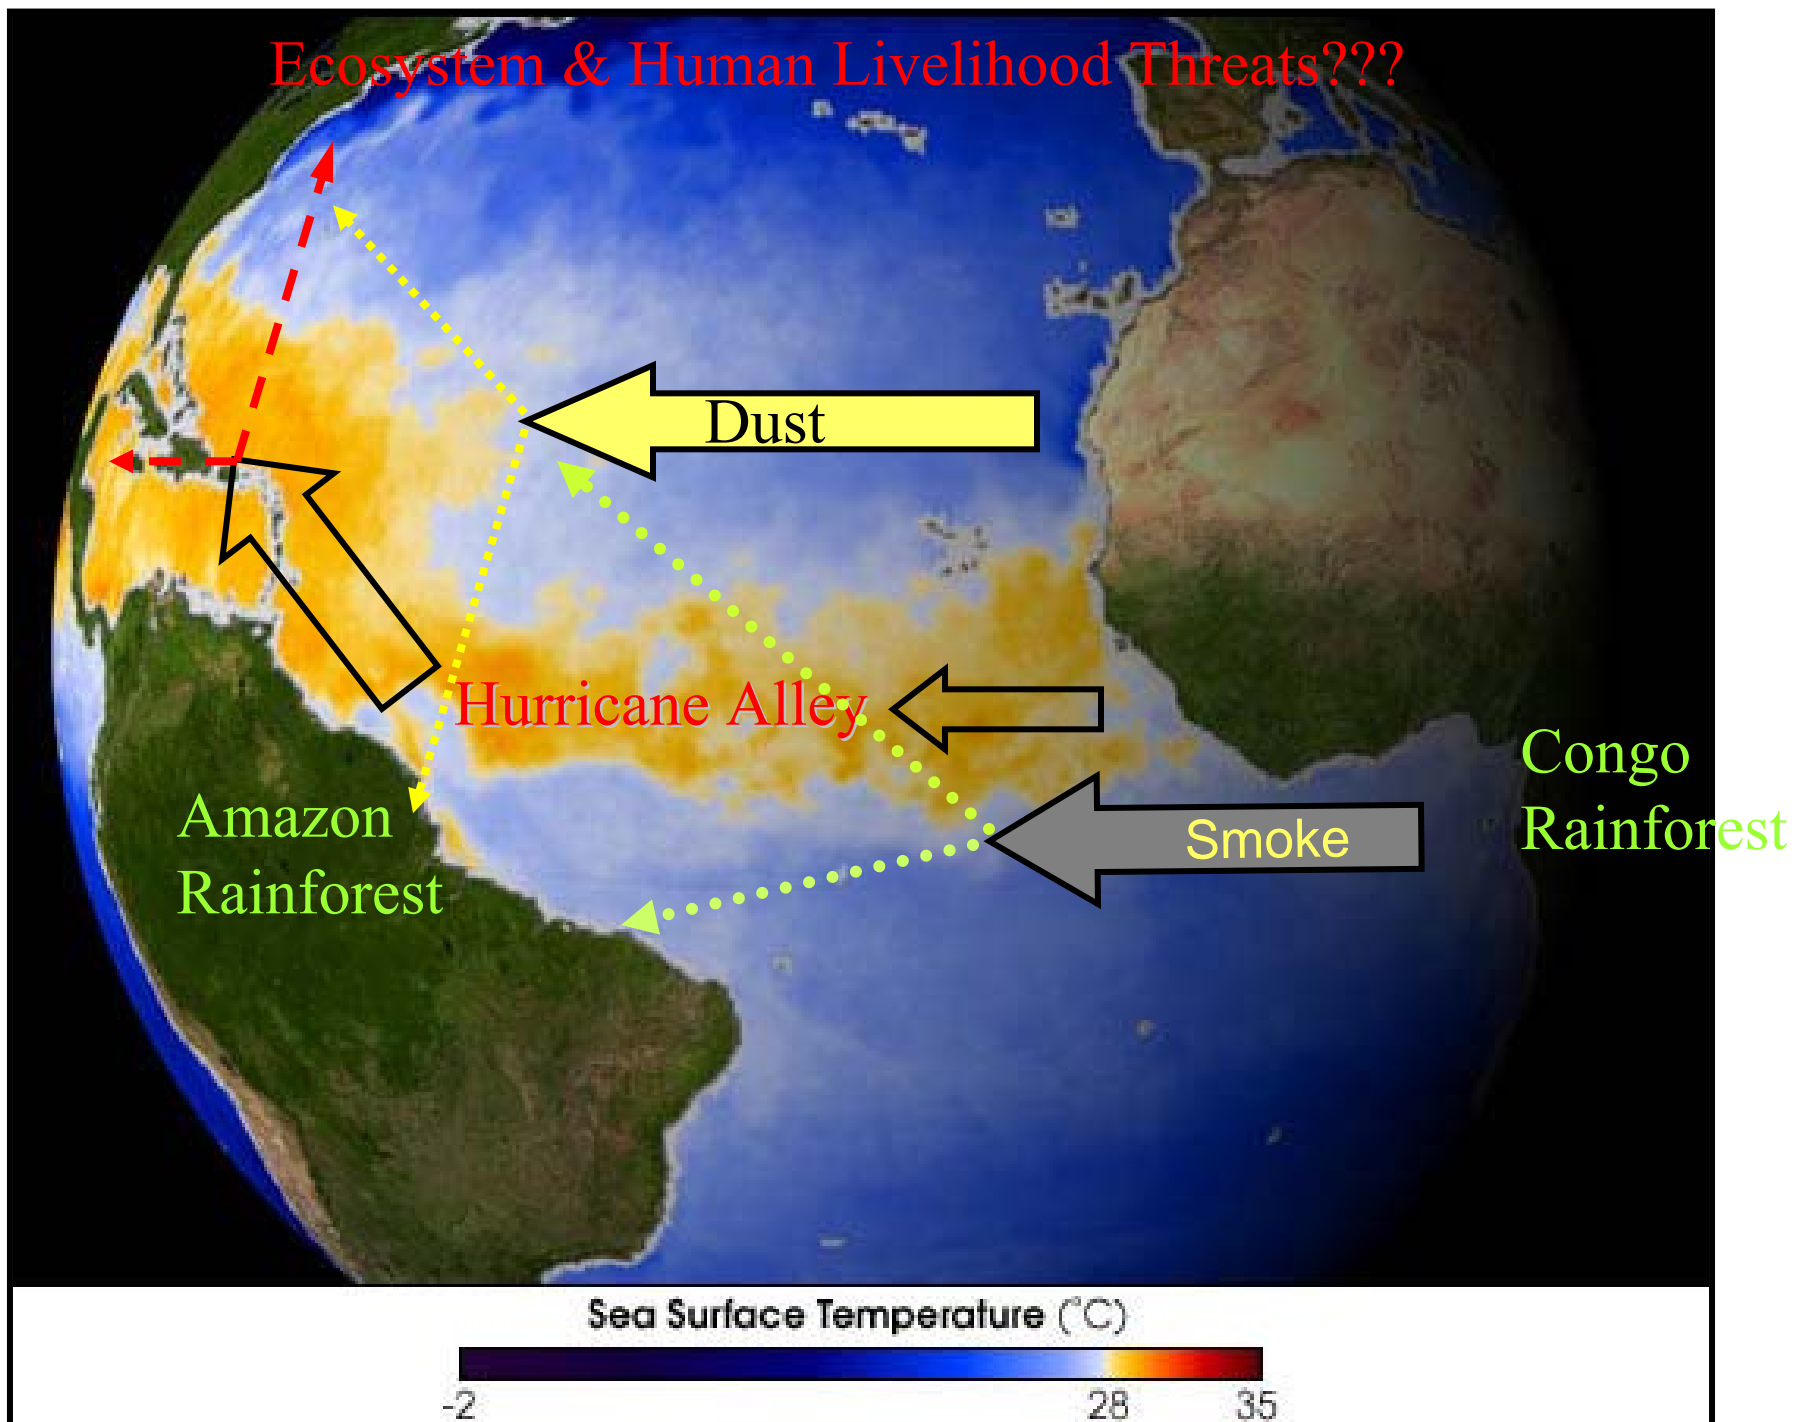 Ecosystem & Human Livelihood Threats???
Dust
Hurricane Alley
Congo
Rainforest
Amazon
Rainforest
Smoke
Sea Surface Temperature (°C)
-2 28 35